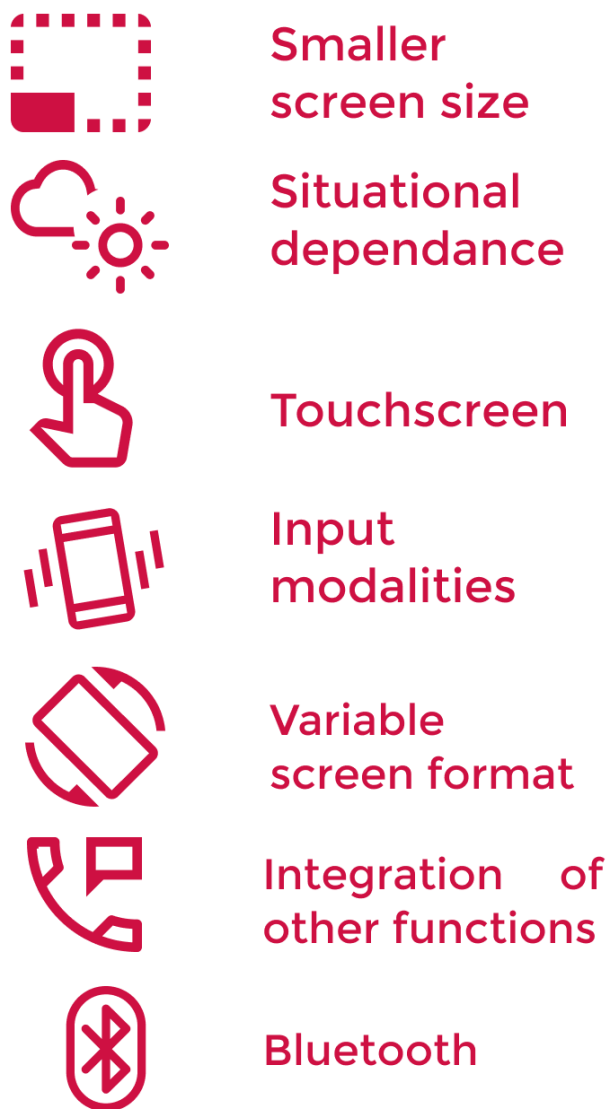 Smaller
screen size
Situational
dependance
Touchscreen
Input
modalities
Variable
screen format
Integration of
other functions
Bluetooth